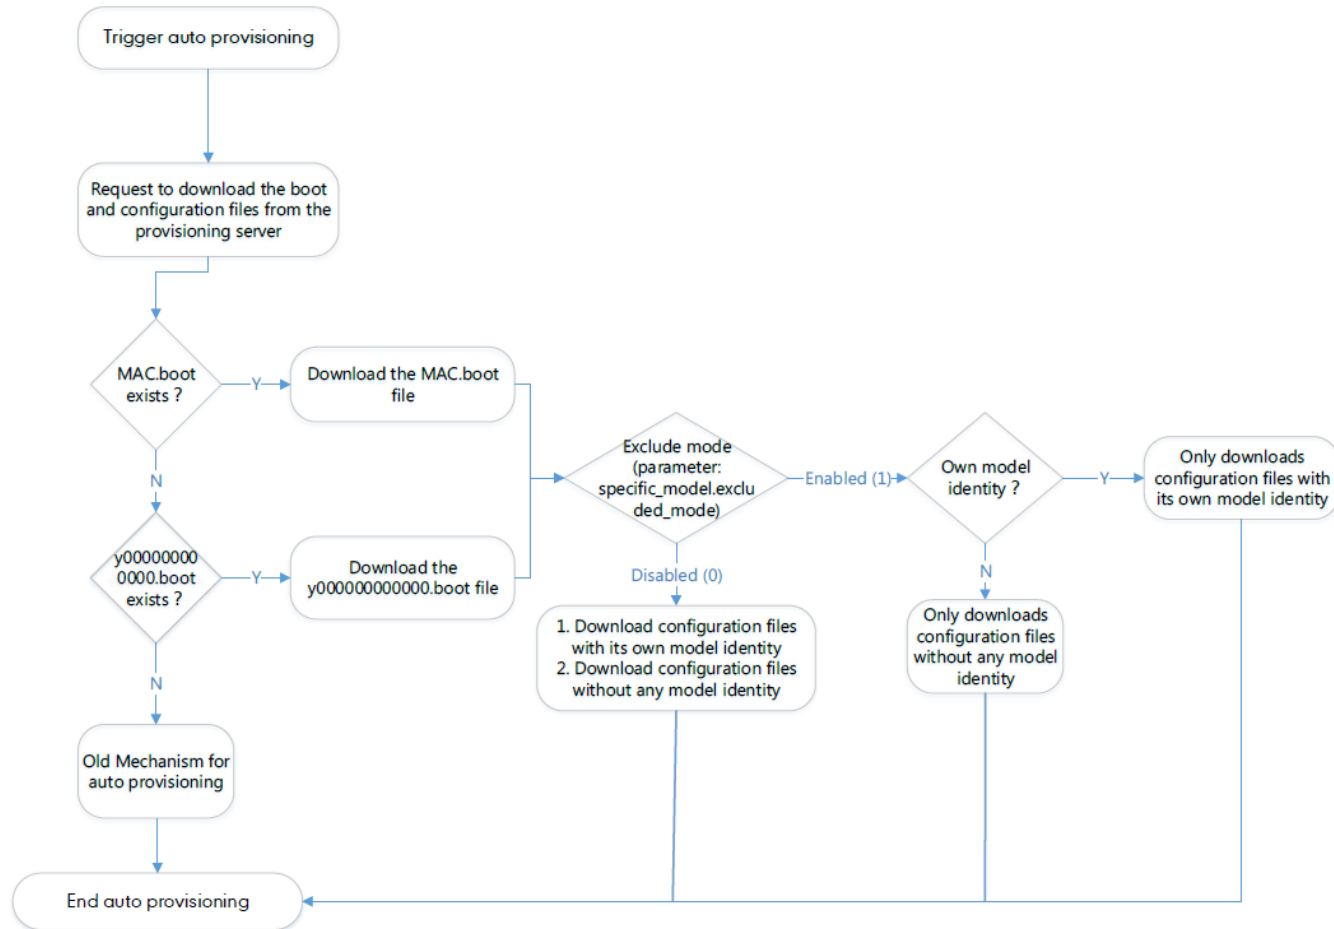 Trigger auto provisioning
Request to download the boot
and configuration files from the
provisioning server
MAC.boot
exists ?
Y
Download the MAC.boot
file
N
y00000000
0000.boot
exists ?
Y
Download the
y000000000000.boot file
N
Old Mechanism for
auto provisioning
End auto provisioning
Exclude mode
(parameter:
specific_model.exclu
ded_mode)
Enabled (1)
Disabled (0)
1. Download configuration files
with its own model identity
2. Download configuration files
without any model identity
Own model
identity ?
Y
Only downloads
configuration files with
its own model identity
N
Only downloads
configuration files
without any model
identity